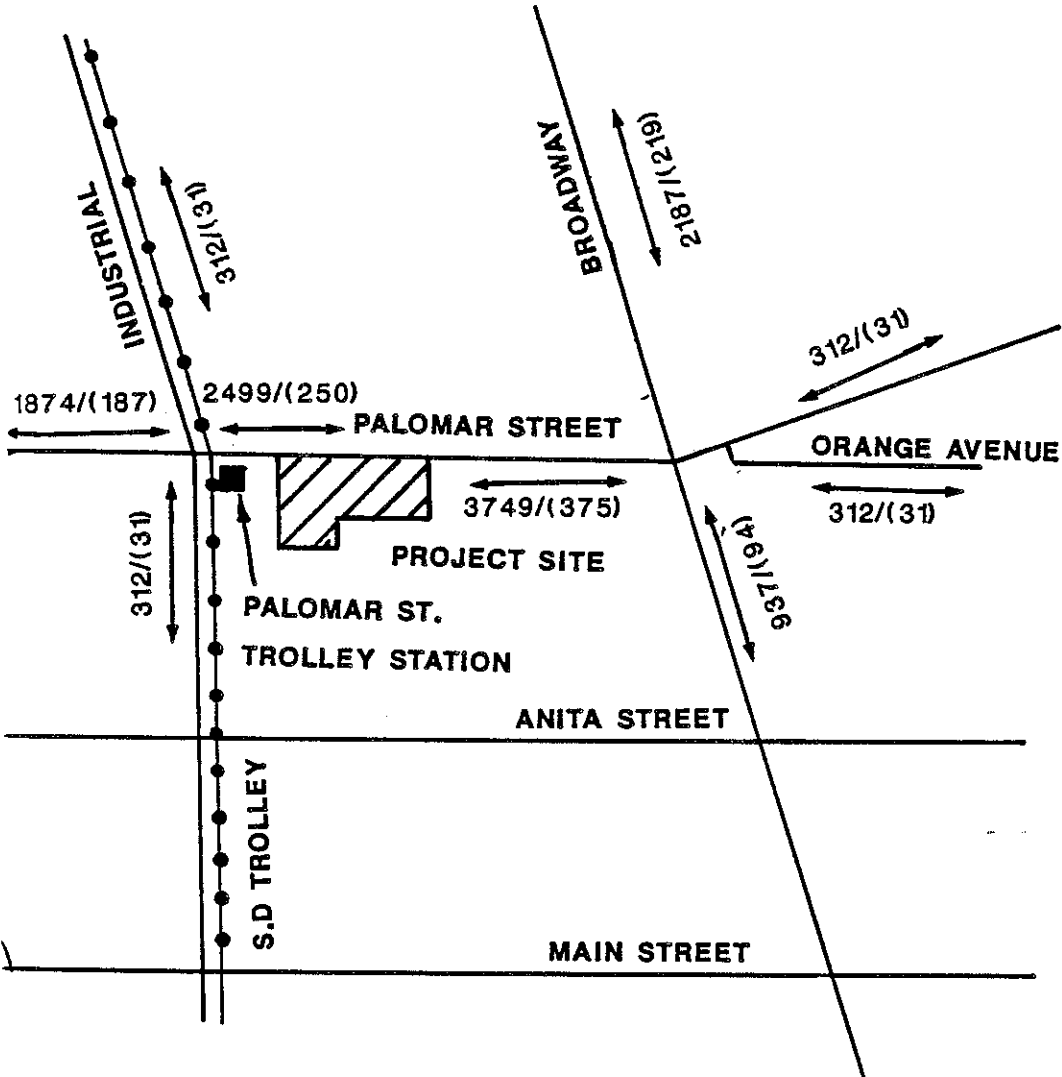 INDUSTRIAL
312/(31)
BROADWAY
2187/(219)
312/(31)
1874/(187)
2499/(250)
PALOMAR STREET
ORANGE AVENUE
312/(31)
3749/(375)
312/(31)
PROJECT SITE
937/(94)
PALOMAR ST.
TROLLEY STATION
ANITA STREET
S.D TROLLEY
MAIN STREET